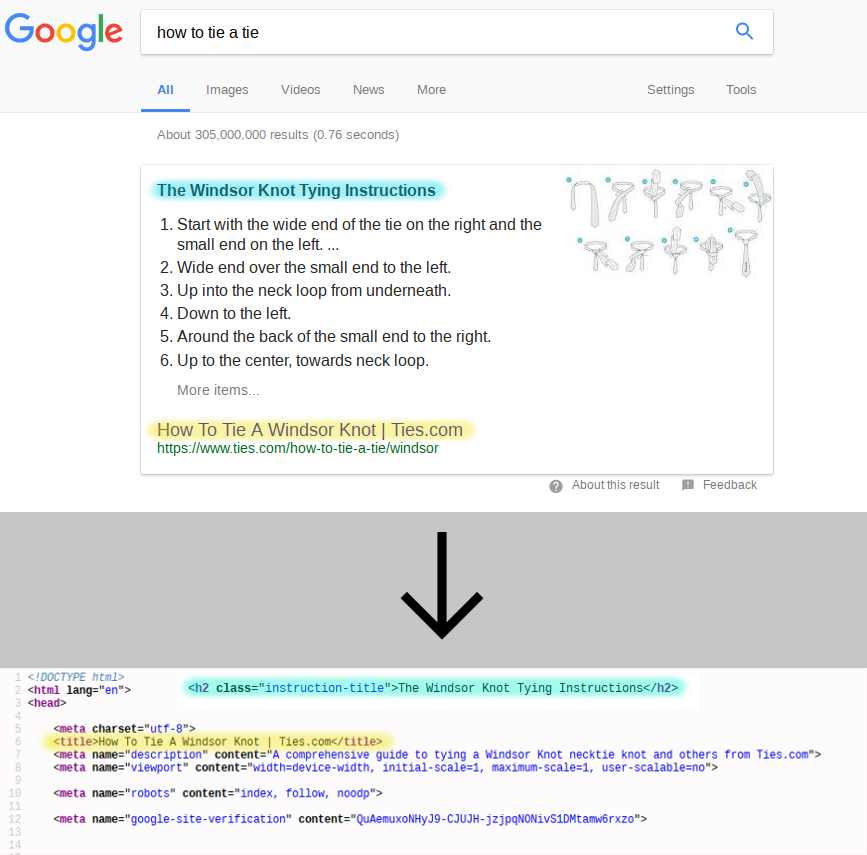 Google
how to tie a tie
All Images Videos News More Settings Tools
About 305,000,000 results (0.76 seconds)
The Windsor Knot Tying Instructions
1. Start with the wide end of the tie on the right and the
small end on the left. ...
2. Wide end over the small end to the left.
3. Up into the neck loop from underneath.
4. Down to the left.
5. Around the back of the small end to the right.
6. Up to the center, towards neck loop.
More items...
How To Tie A Windsor Knot | Ties.com
https://www.ties.com/how-to-tie-a-tie/windsor
About this result Feedback
1 <!DOCTYPE html>
<h2 class="instruction-title">The Windsor Knot Tying Instructions</h2>
2 <html lang="en">
3 <head>
4
5 <meta charset="utf-8">
6 <title>How To Tie A Windsor Knot | Ties.com</title>
7 <meta name="description" content="A comprehensive guide to tying a Windsor Knot necktie knot and others from Ties.com">
8 <meta name="viewport" content="width=device-width, initial-scale=1, maximum-scale=1, user-scalable=no">
9
10 <meta name="robots" content="index, follow, noodp">
11
12 <meta name="google-site-verification" content="QuAemuxoNHyJ9-CJUJH-jzjpqNONivS1DMtamw6rxzo">
13
14